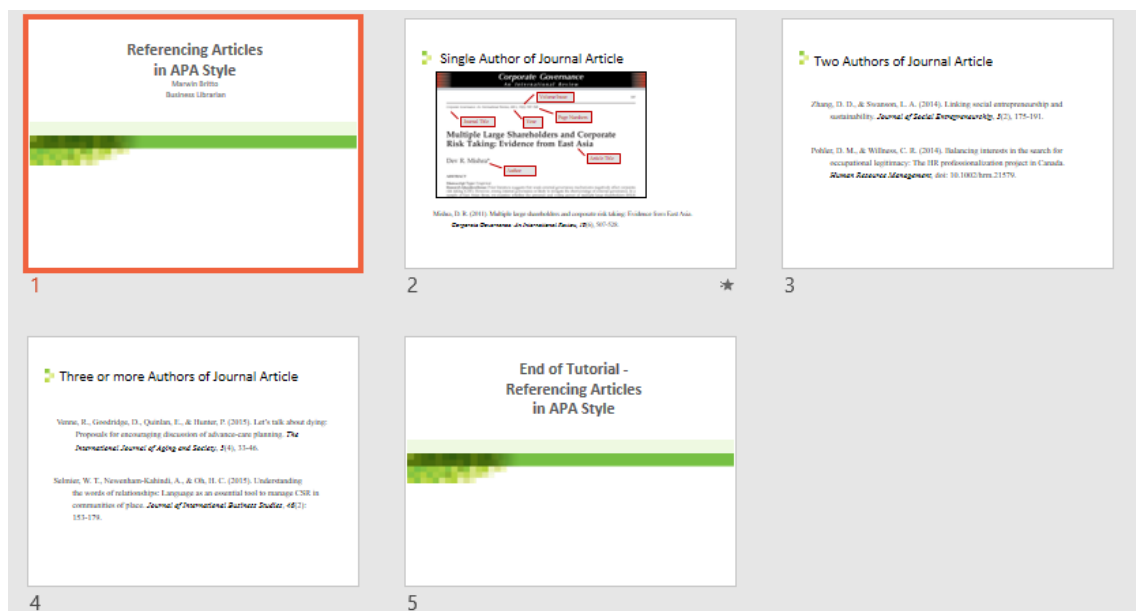 Referencing Articles
in APA Style
Merwin Britto
Business Librarian
1
Single Author of Journal Article
Corporate Governance
An International Review
Journal Title
Year
Page Numbers
Multiple Large Shareholders and Corporate
Risk Taking: Evidence from East Asia
Article Title
Dev R. Mishra*
Author
ABSTRACT
Mishra, D. R. (2011). Multiple large shareholders and corporate risk taking: Evidence from East Asia.
Corporate Governance: An International Review, (6), 507-528.
2
Two Authors of Journal Article
Zhang, D. D., & Swanson, L. A. (2014). Linking social entrepreneurship and
sustainability. Journal of Social Entrepreneurship, 5(2), 175-191.
Pohler, D. M., & Willness, C. R. (2014). Balancing interests in the search for
occupational legitimacy: The HR professionalization project in Canada.
Human Resource Management, doi: 10.1002/hrm.21579.
3
Three or more Authors of Journal Article
Venne, R., Goodridge, D., Quinlan, E., & Hunter, P. (2015). Let's talk about dying:
Proposals for encouraging discussion of advance-care planning. The
International Journal of Aging and Society, 5(4), 33-46.
Selmier, W. T., Newenham-Kahindi, A., & Oh, H. C. (2015). Understanding
the words of relationships: Language as an essential tool to manage CSR in
communities of place. Journal of International Business Studies, 46(2):
153-179.
4
End of Tutorial -
Referencing Articles
in APA Style
5